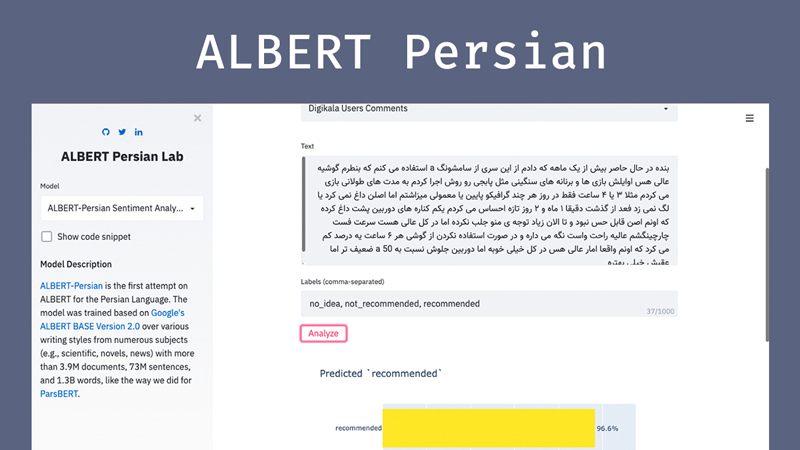 ALBERT Persian
ALBERT Persian Lab
Model
ALBERT-Persian Sentiment Analy...
Show code snippet
Model Description
ALBERT-Persian is the first attempt on
ALBERT for the Persian Language. The
model was trained based on Google's
ALBERT BASE Version 2.0 over various
writing styles from numerous subjects
(e.g., scientific, novels, news) with more
than 3.9M documents, 73M sentences,
and 1.3B words, like the way we did for
ParsBERT.
Digikala Users Comments
Text
بنده در حال حاصر بیش از یک ماهه که دادم از این سری از سامشونگ a استفاده می کنم که بنظرم گوشیه
عالی هس اوایلش بازی ها و برنانه های سنگینی مثل پابجی رو روش اجرا کردم به مدت های طولانی بازی
می کردم مثلا ۳ یا ۴ ساعت فقط در روز هر چند گرافیکو پایین یا معمولی میزاشتم اما اصلن داغ نمی کرد یا
لگ نمی زد فعد از گذشت دقیقا ۱ ماه و ۲ روز تازه احساس می کردم یکم کناره های دوربین پشت داغ کرده
که اونم اصن قابل حس نبود و تا الان زیاد توجه ی منو جلب نکرده اما در کل عالی هست سرعت فست
چارچینگشم عالیه راحت واست نگه می داره و در صورت استفاده نکردن از گوشی هر ۶ ساعت یه درصد کم
می کرد که اونم واقعا امار عالی هس در کل خیلی خوبه اما دوربین جلوش نسبت به a 50 ضعیف تر اما
عقبش خیلی بهتره
Labels (comma-separated)
no_idea, not_recommended, recommended
37/1000
Analyze
Predicted `recommended`
recommended 96.6%